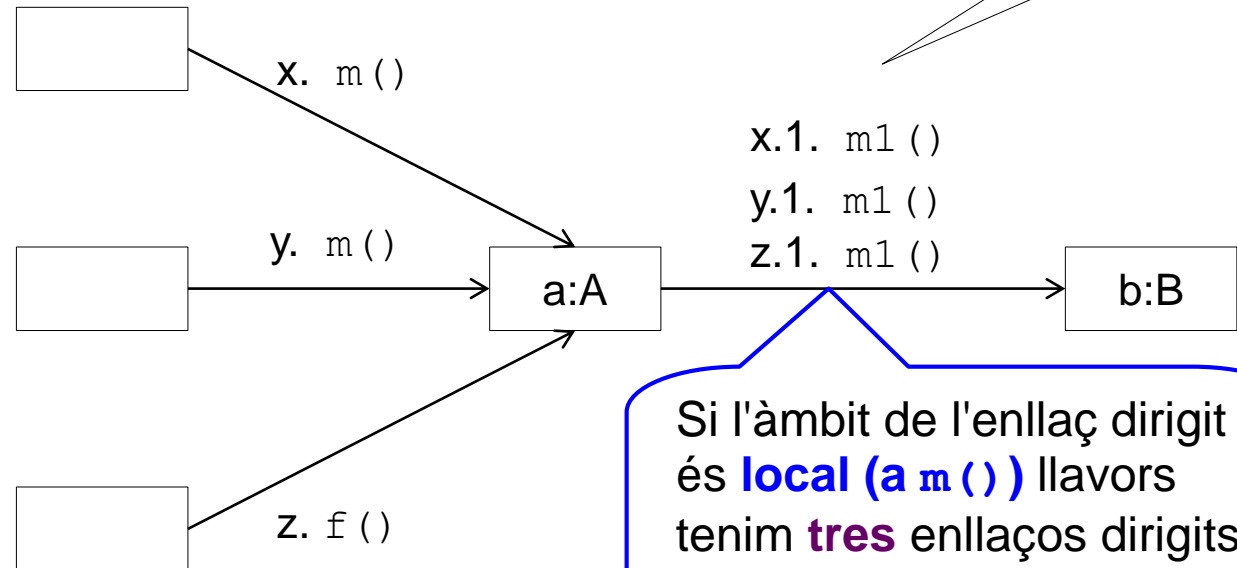 x. m()
x.1. m1()
y.1. m1()
y. m()
z.1. m1()
a:A
b:B
Si l'àmbit de l'enllaç dirigit
és local (a m()) llavors
tenim tres enllaços dirigits
z. f()